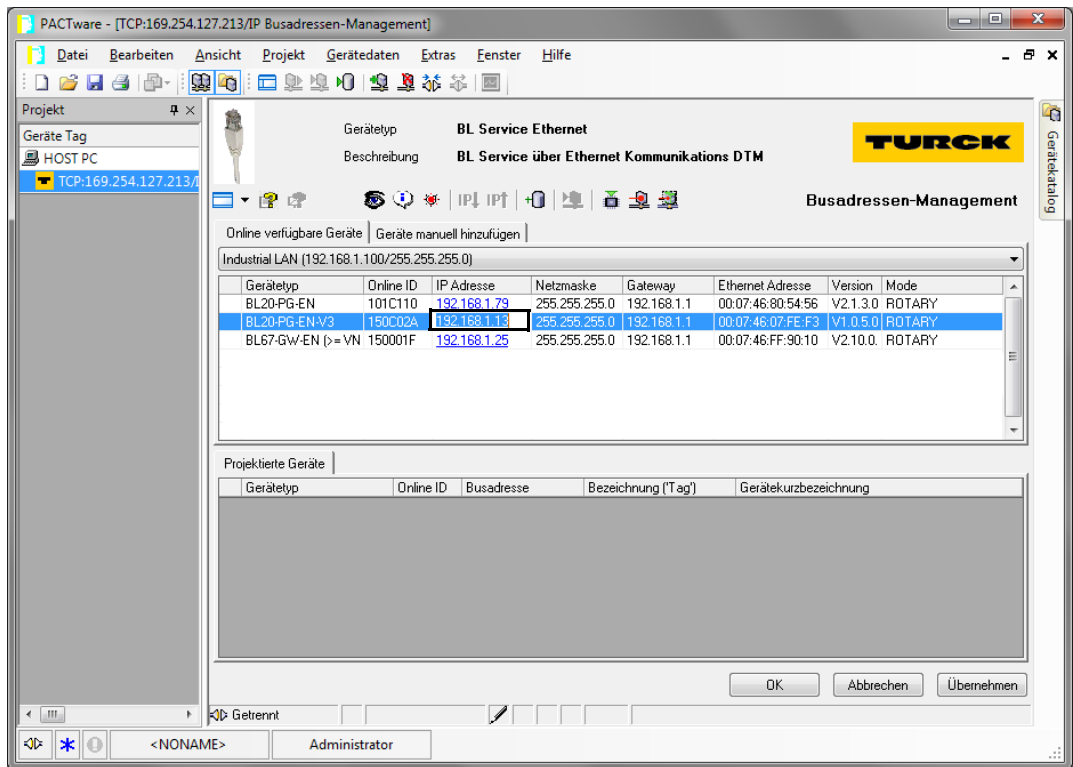 PACTware - [TCP:169.254.127.213/IP Busadressen-Management]
Datei Bearbeiten Ansicht Projekt Gerätedaten Extras Fenster Hilfe
Projekt
Geräte Tag
HOST PC
TCP:169.254.127.213/
Gerätetyp BL Service Ethernet
Beschreibung BL Service über Ethernet Kommunikations DTM
TURCK
Gerätekatalog
IP IP
Busadressen-Management
Online verfügbare Geräte Geräte manuell hinzufügen
Industrial LAN (192.168.1.100/255.255.255.0)
Gerätetyp Online ID IP Adresse Netzmaske Gateway Ethernet Adresse Version Mode
BL20-PG-EN 101C110 192.168.1.79 255.255.255.0 192.168.1.1 00:07:46:80:54:56 V2.1.3.0 ROTARY
BL20-PG-EN-V3 150C02A 192.168.1.13 255.255.255.0 192.168.1.1 00:07:46:07:FE:F3 V1.0.5.0 ROTARY
BL67-GW-EN (>= VN 150001F 192.168.1.25 255.255.255.0 192.168.1.1 00:07:46:FF:90:10 V2.10.0. ROTARY
Projektierte Geräte
Gerätetyp Online ID Busadresse Bezeichnung ('Tag') Gerätekurzbezeichnung
OK Abbrechen Übernehmen
Getrennt
<NONAME> Administrator